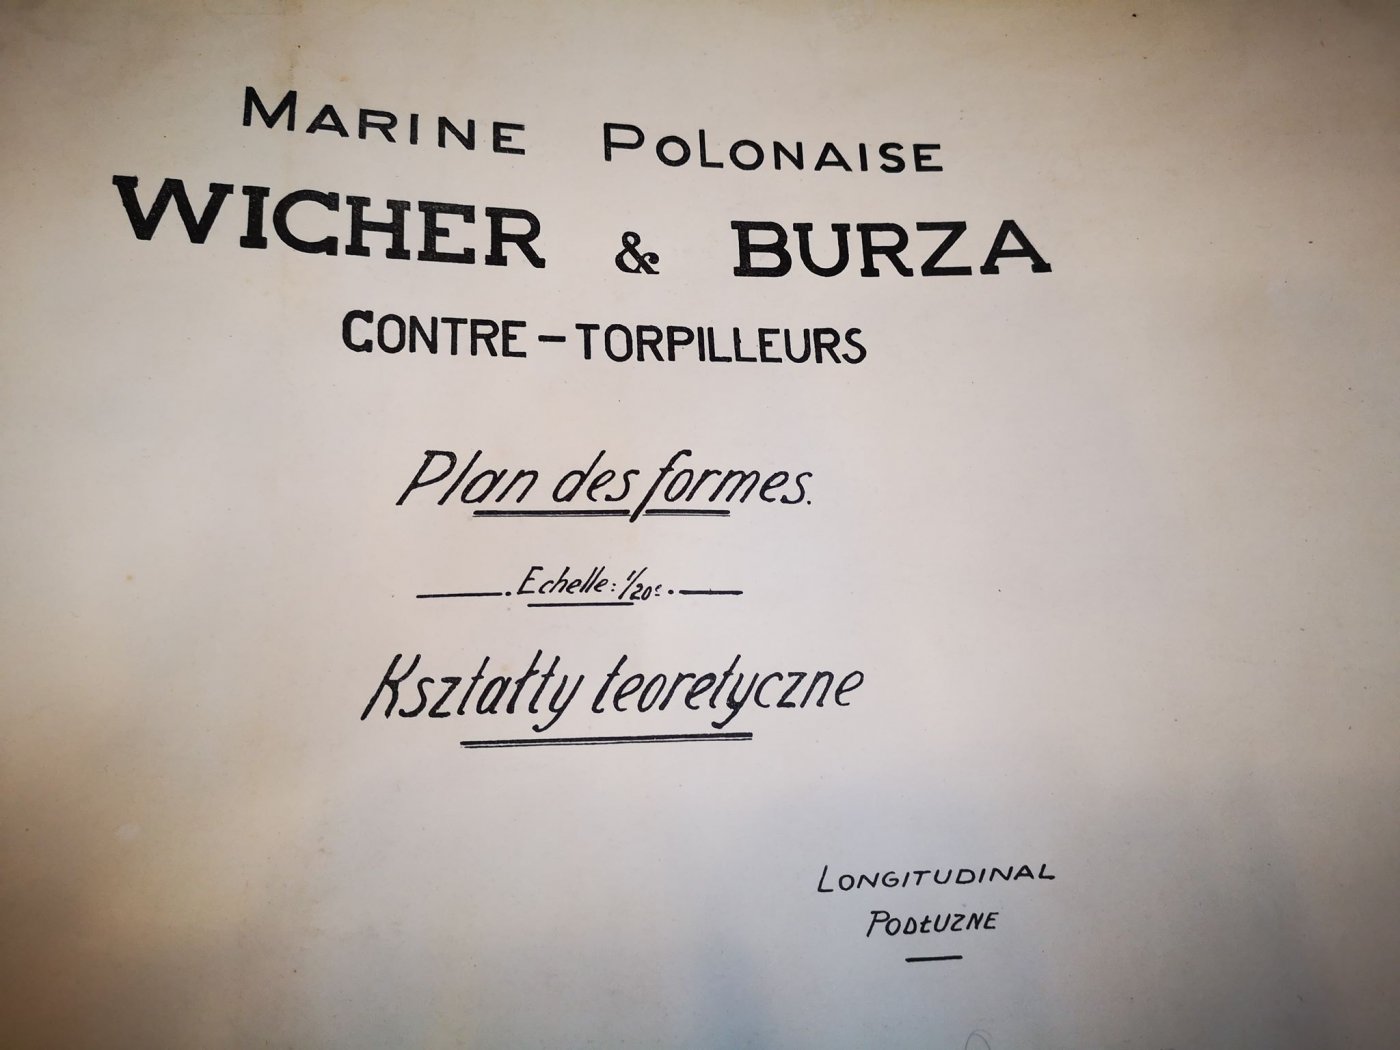 MARINE POLONAISE
WICHER & BURZA
CONTRE-TORPILLEURS
Plan des formes.
Echelle: 1/20e.
Kształty teoretyczne
LONGITUDINAL
PODŁUZNE